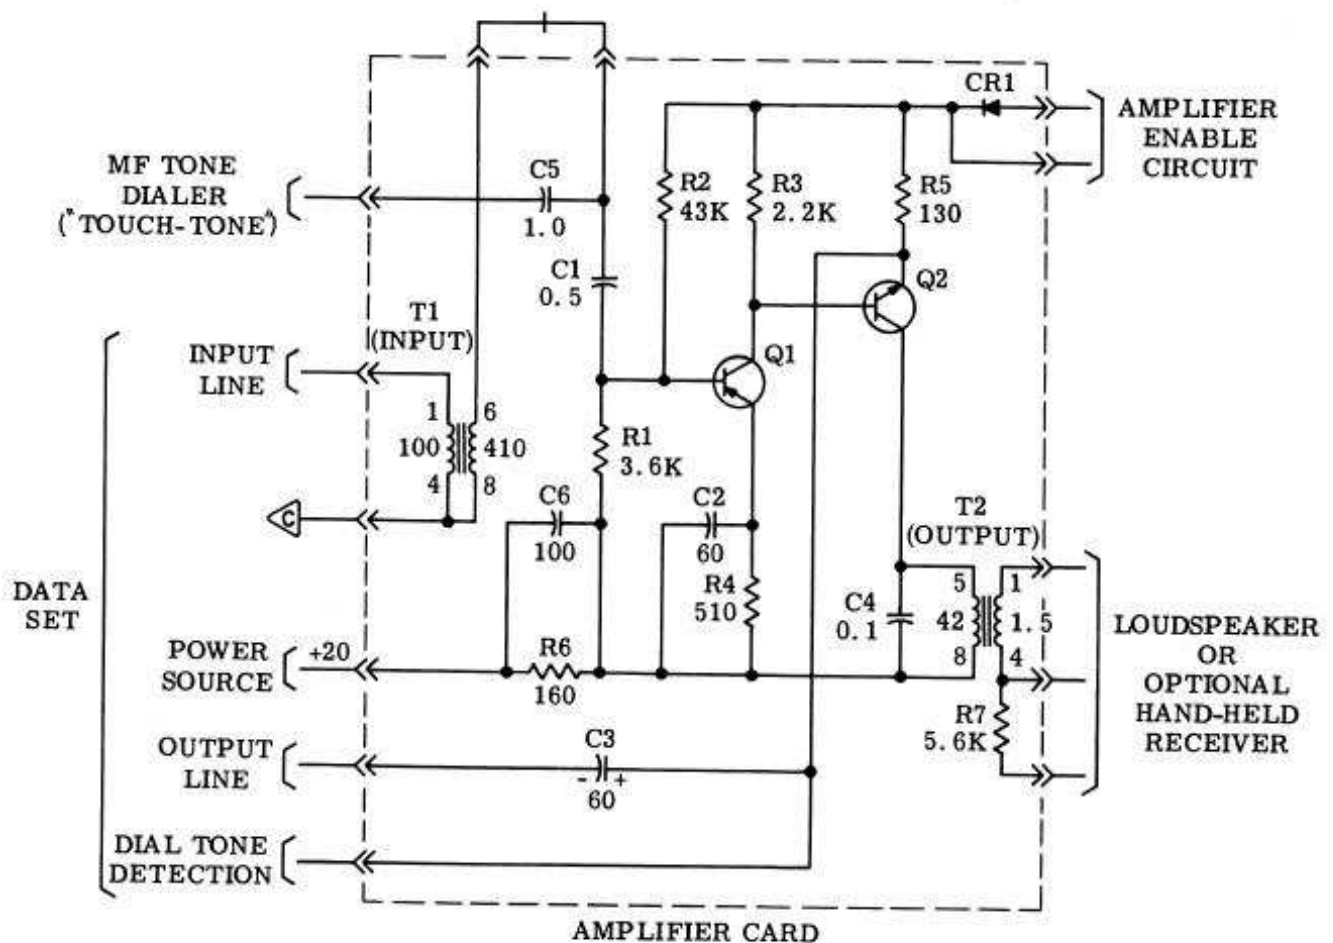 CR1
AMPLIFIER
ENABLE
CIRCUIT
MF TONE
DIALER
("TOUCH-TONE")
C5
1.0
R2
43K
R3
2.2K
R5
130
C1
0.5
Q2
T1
(INPUT)
INPUT
LINE
Q1
1
6
100
410
4
8
R1
3.6K
C
C6
100
C2
60
T2
(OUTPUT)
R4
510
C4
0.1
5
1
42
1.5
8
4
DATA
SET
POWER
SOURCE
+20
R6
160
LOUDSPEAKER
OR
OPTIONAL
HAND-HELD
RECEIVER
R7
5.6K
OUTPUT
LINE
C3
- +
60
DIAL TONE
DETECTION
AMPLIFIER CARD